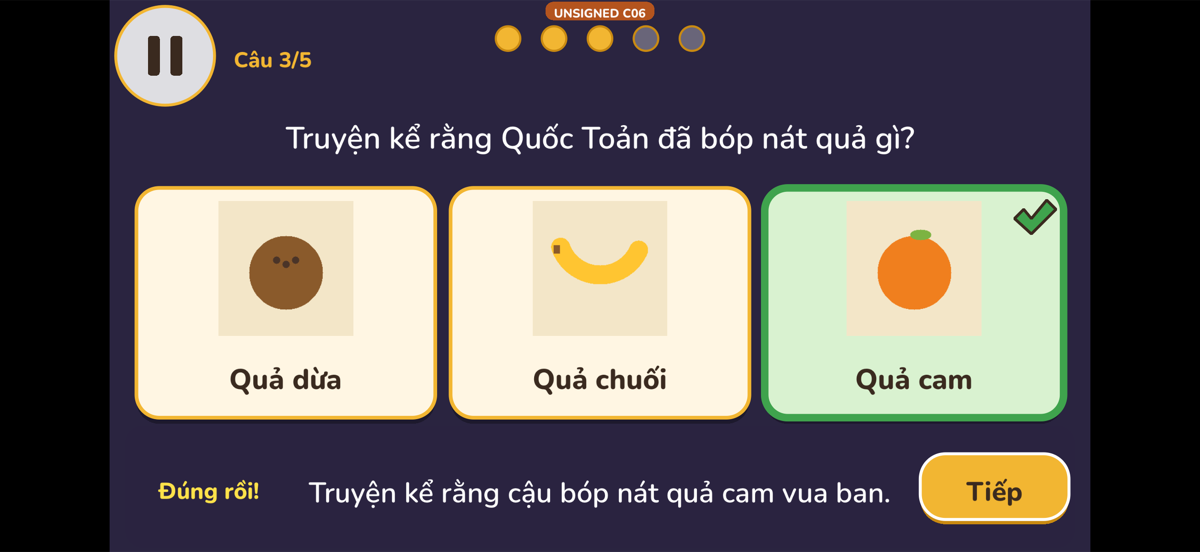 UNSIGNED C06
Câu 3/5
Truyện kể rằng Quốc Toản đã bóp nát quả gì?
Quả dừa
Quả chuối
Quả cam
Đúng rồi!
Truyện kể rằng cậu bóp nát quả cam vua ban.
Tiếp